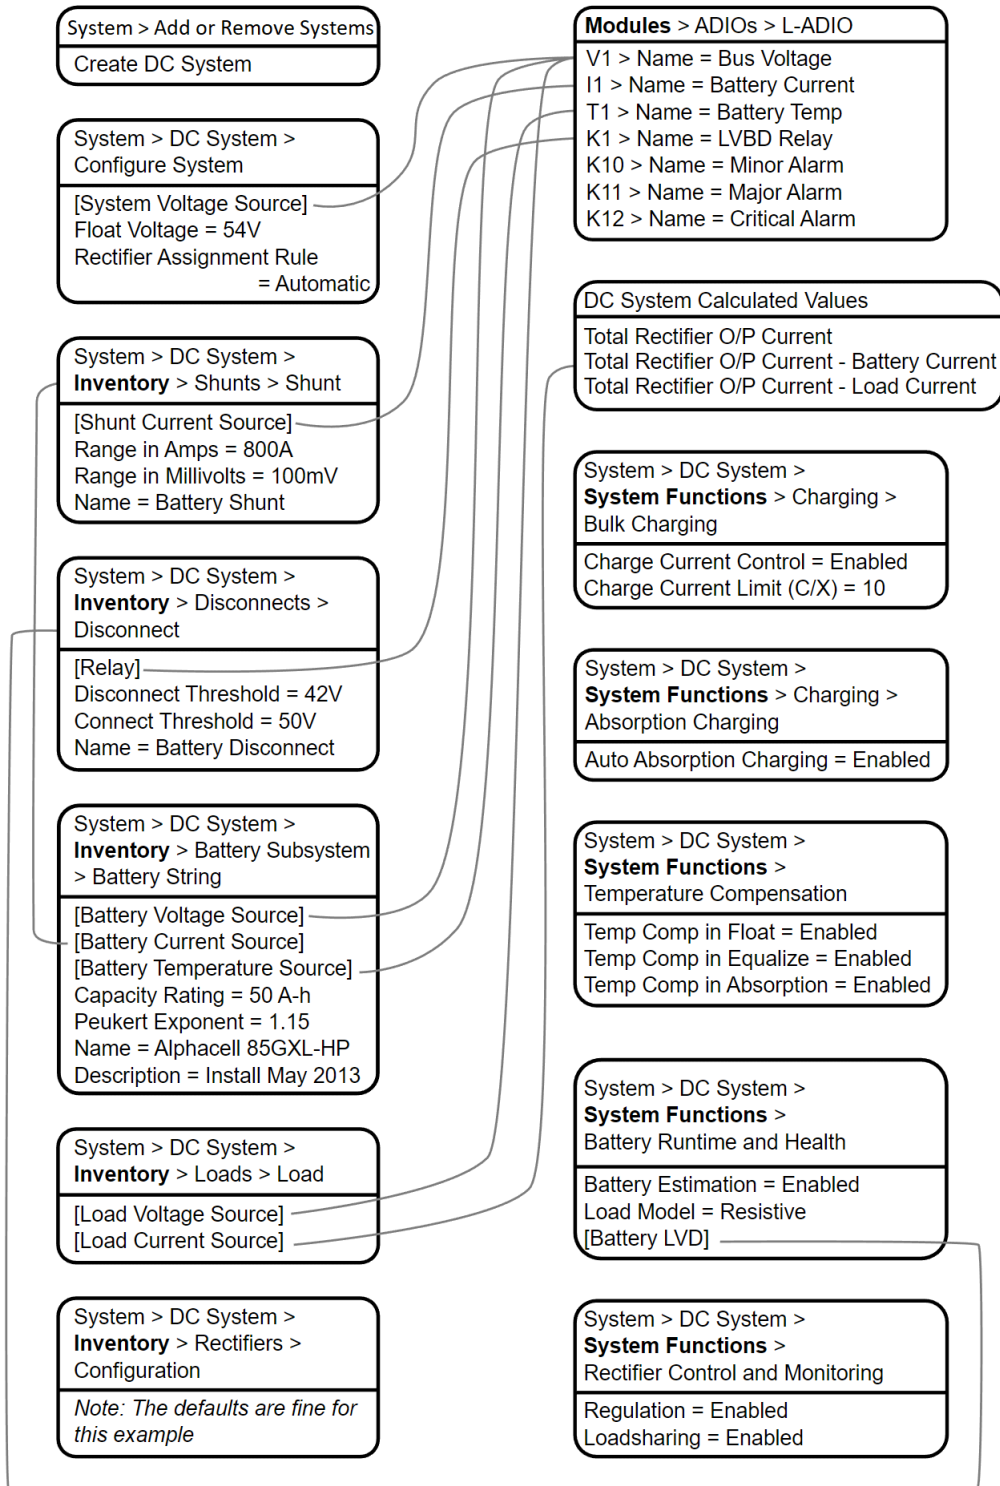 System > Add or Remove Systems
Create DC System
System > DC System >
Configure System
[System Voltage Source]
Float Voltage = 54V
Rectifier Assignment Rule
= Automatic
System > DC System >
Inventory > Shunts > Shunt
[Shunt Current Source]
Range in Amps = 800A
Range in Millivolts = 100mV
Name = Battery Shunt
System > DC System >
Inventory > Disconnects >
Disconnect
[Relay]
Disconnect Threshold = 42V
Connect Threshold = 50V
Name = Battery Disconnect
System > DC System >
Inventory > Battery Subsystem
> Battery String
[Battery Voltage Source]
[Battery Current Source]
[Battery Temperature Source]
Capacity Rating = 50 A-h
Peukert Exponent = 1.15
Name = Alphacell 85GXL-HP
Description = Install May 2013
System > DC System >
Inventory > Loads > Load
[Load Voltage Source]
[Load Current Source]
System > DC System >
Inventory > Rectifiers >
Configuration
Note: The defaults are fine for
this example
Modules > ADIOs > L-ADIO
V1 > Name = Bus Voltage
I1 > Name = Battery Current
T1 > Name = Battery Temp
K1 > Name = LVBD Relay
K10 > Name = Minor Alarm
K11 > Name = Major Alarm
K12 > Name = Critical Alarm
DC System Calculated Values
Total Rectifier O/P Current
Total Rectifier O/P Current - Battery Current
Total Rectifier O/P Current - Load Current
System > DC System >
System Functions > Charging >
Bulk Charging
Charge Current Control = Enabled
Charge Current Limit (C/X) = 10
System > DC System >
System Functions > Charging >
Absorption Charging
Auto Absorption Charging = Enabled
System > DC System >
System Functions >
Temperature Compensation
Temp Comp in Float = Enabled
Temp Comp in Equalize = Enabled
Temp Comp in Absorption = Enabled
System > DC System >
System Functions >
Battery Runtime and Health
Battery Estimation = Enabled
Load Model = Resistive
[Battery LVD]
System > DC System >
System Functions >
Rectifier Control and Monitoring
Regulation = Enabled
Loadsharing = Enabled